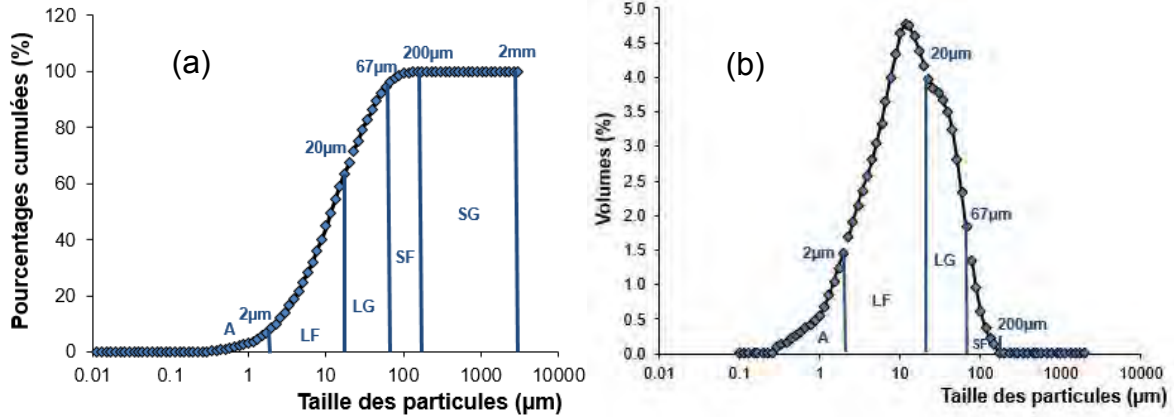 (a)
Pourcentages cumulées (%)
120
100
80
60
40
20
0
2µm
20µm
67µm
200µm
2mm
A
LF
LG
SF
SG
0.01
0.1
1
10
100
1000
10000
Taille des particules (µm)
(b)
Volumes (%)
5.0
4.5
4.0
3.5
3.0
2.5
2.0
1.5
1.0
0.5
0.0
2µm
20µm
67µm
200µm
A
LF
LG
SF
0.01
0.1
1
10
100
1000
10000
Taille des particules (µm)